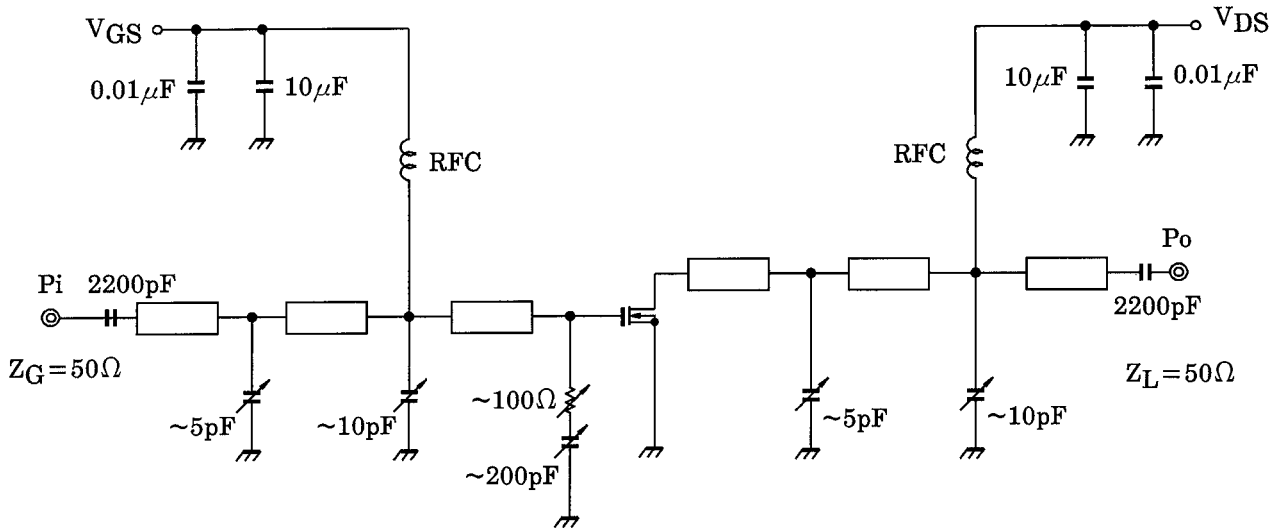 VGS
VDS
0.01μF
10μF
10μF
0.01μF
RFC
RFC
Pi
2200pF
Po
2200pF
ZG=50Ω
ZL=50Ω
~5pF
~10pF
~100Ω
~200pF
~5pF
~10pF